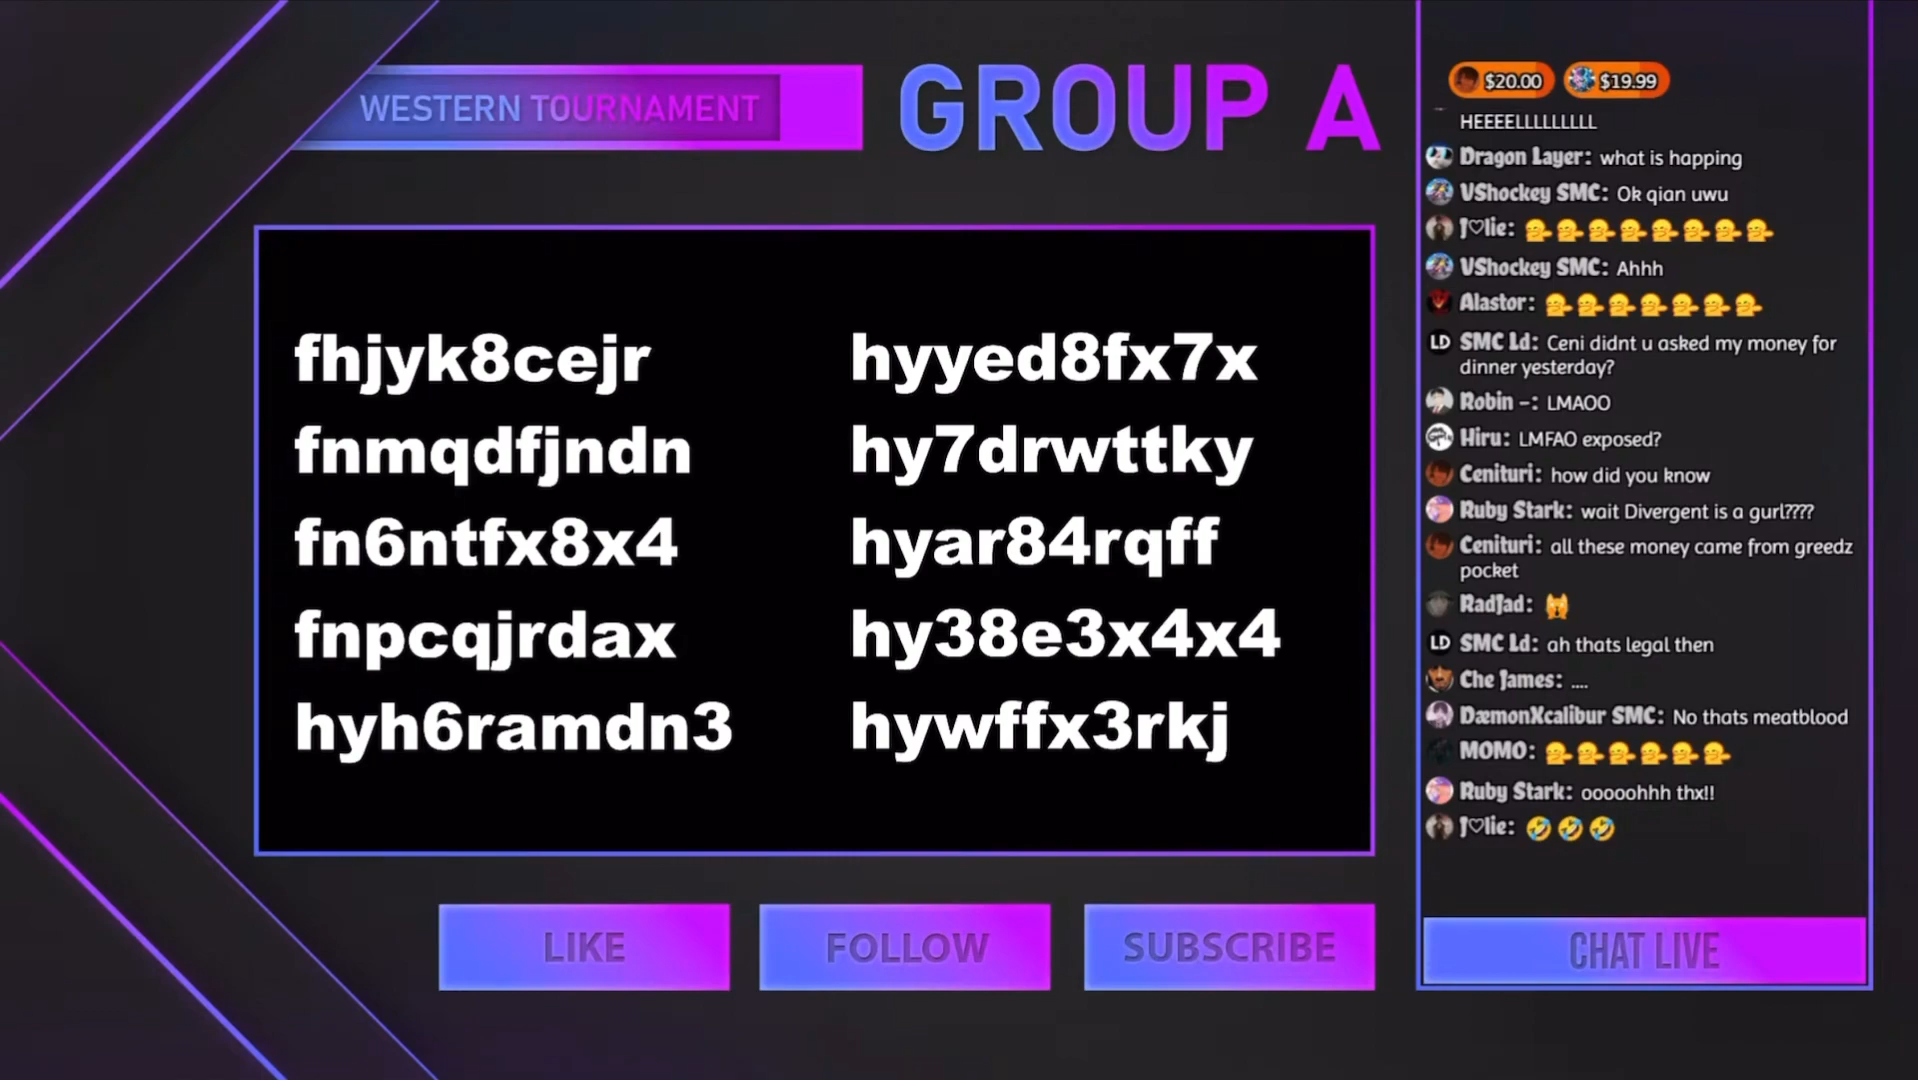 WESTERN TOURNAMENT
GROUP A
fhjyk8cejr
fnmqdfjndn
fn6ntfx8x4
fnpcqjrdax
hyh6ramdn3
hyyed8fx7x
hy7drwttky
hyar84rqff
hy38e3x4x4
hywffx3rkj
LIKE
FOLLOW
SUBSCRIBE
$20.00
$19.99
HEEEELLLLLLLLL
Dragon Layer: what is happing
VShockey SMC: Ok qian uwu
J♡lie: 🫂🫂🫂🫂🫂🫂🫂🫂
VShockey SMC: Ahhh
Alastor: 🫂🫂🫂🫂🫂🫂🫂
LD SMC Ld: Ceni didnt u asked my money for
dinner yesterday?
Robin -: LMAOO
Hiru: LMFAO exposed?
Cenituri: how did you know
Ruby Stark: wait Divergent is a gurl????
Cenituri: all these money came from greedz
pocket
RadJad: 🙀
LD SMC Ld: ah thats legal then
Che James: ....
DæmonXcalibur SMC: No thats meatblood
MOMO: 🫂🫂🫂🫂🫂🫂
Ruby Stark: ooooohhh thx!!
J♡lie: 🤣🤣🤣
CHAT LIVE